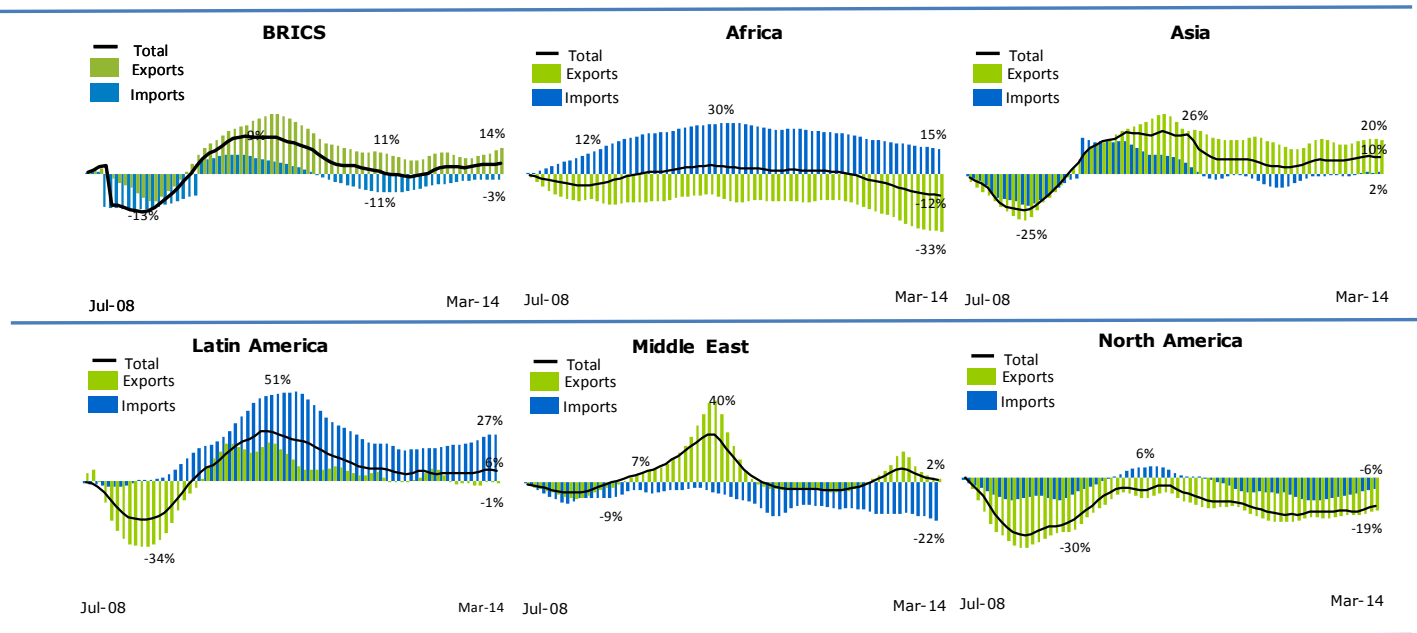 BRICS
Total
Exports
Imports
9%
11%
14%
-13%
-11%
-3%
Jul-08
Mar-14
Africa
Total
Exports
Imports
12%
30%
15%
-12%
-33%
Jul-08
Mar-14
Asia
Total
Exports
Imports
26%
20%
10%
2%
-25%
Jul-08
Mar-14
Latin America
Total
Exports
Imports
51%
27%
6%
-1%
-34%
Jul-08
Mar-14
Middle East
Total
Exports
Imports
40%
7%
2%
-9%
-22%
Jul-08
Mar-14
North America
Total
Exports
Imports
6%
-6%
-19%
-30%
Jul-08
Mar-14